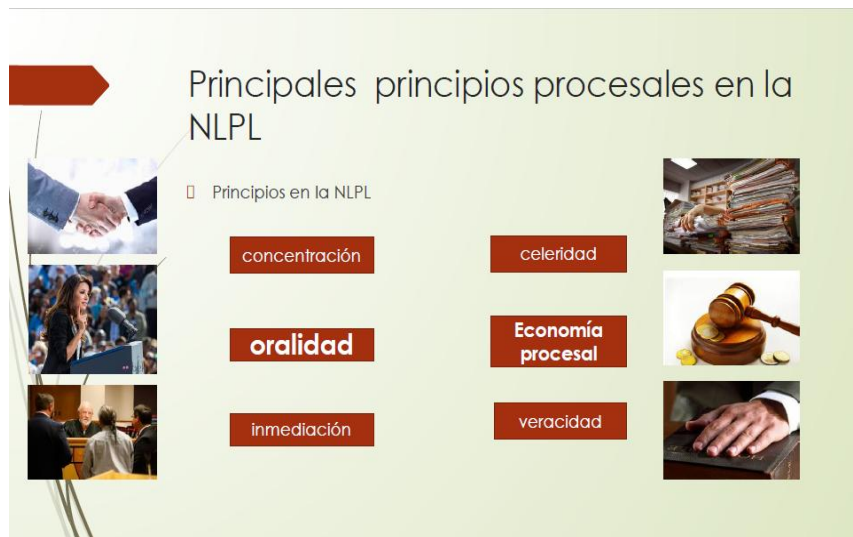 Principales principios procesales en la
NLPL
Principios en la NLPL
concentración
celeridad
oralidad
Economía
procesal
inmediación
veracidad